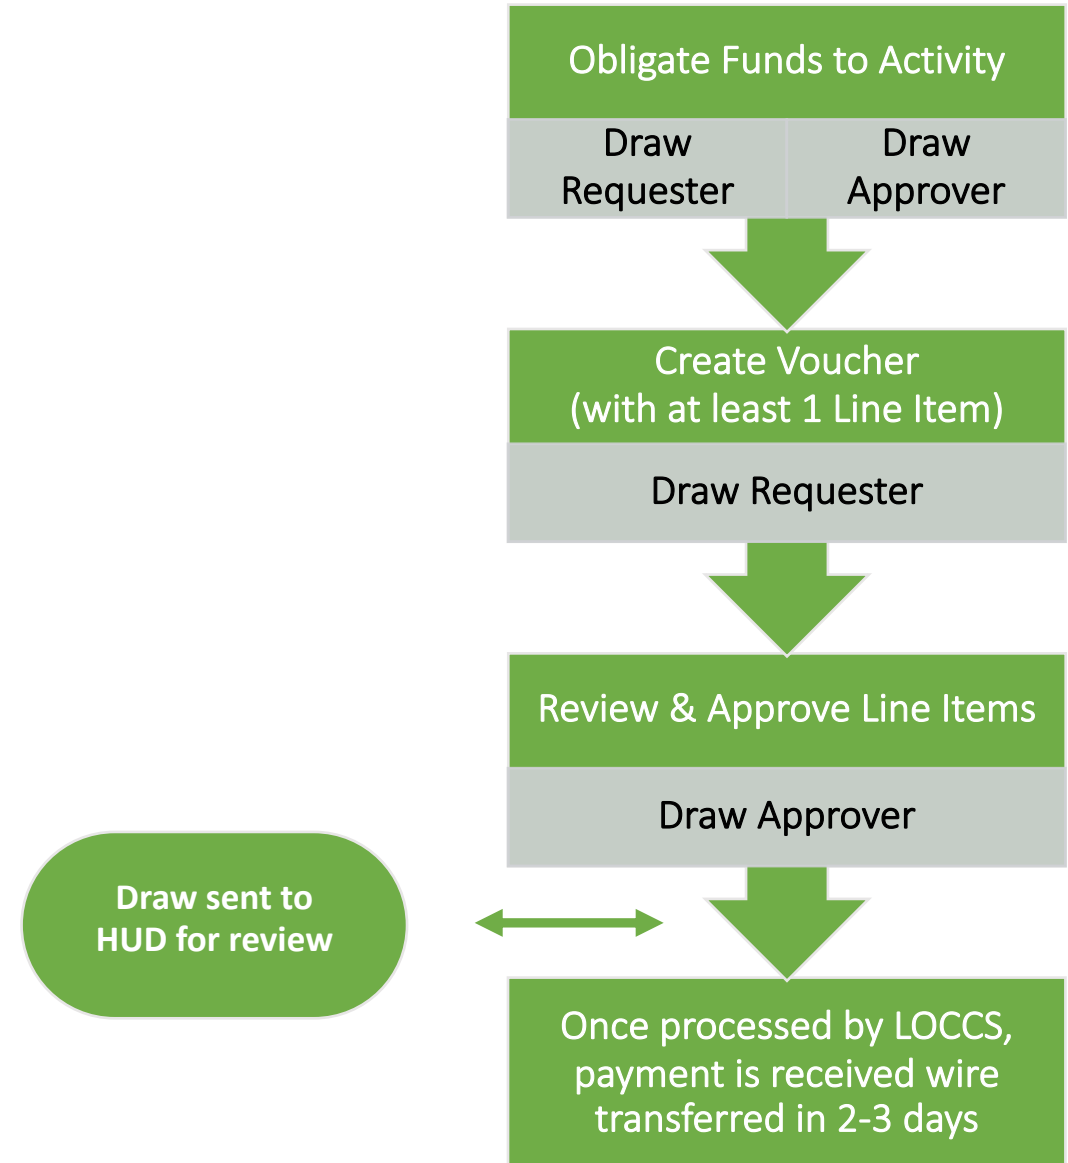 Obligate Funds to Activity
Draw
Requester
Draw
Approver
Create Voucher
(with at least 1 Line Item)
Draw Requester
Review & Approve Line Items
Draw Approver
Draw sent to
HUD for review
Once processed by LOCCS,
payment is received wire
transferred in 2-3 days